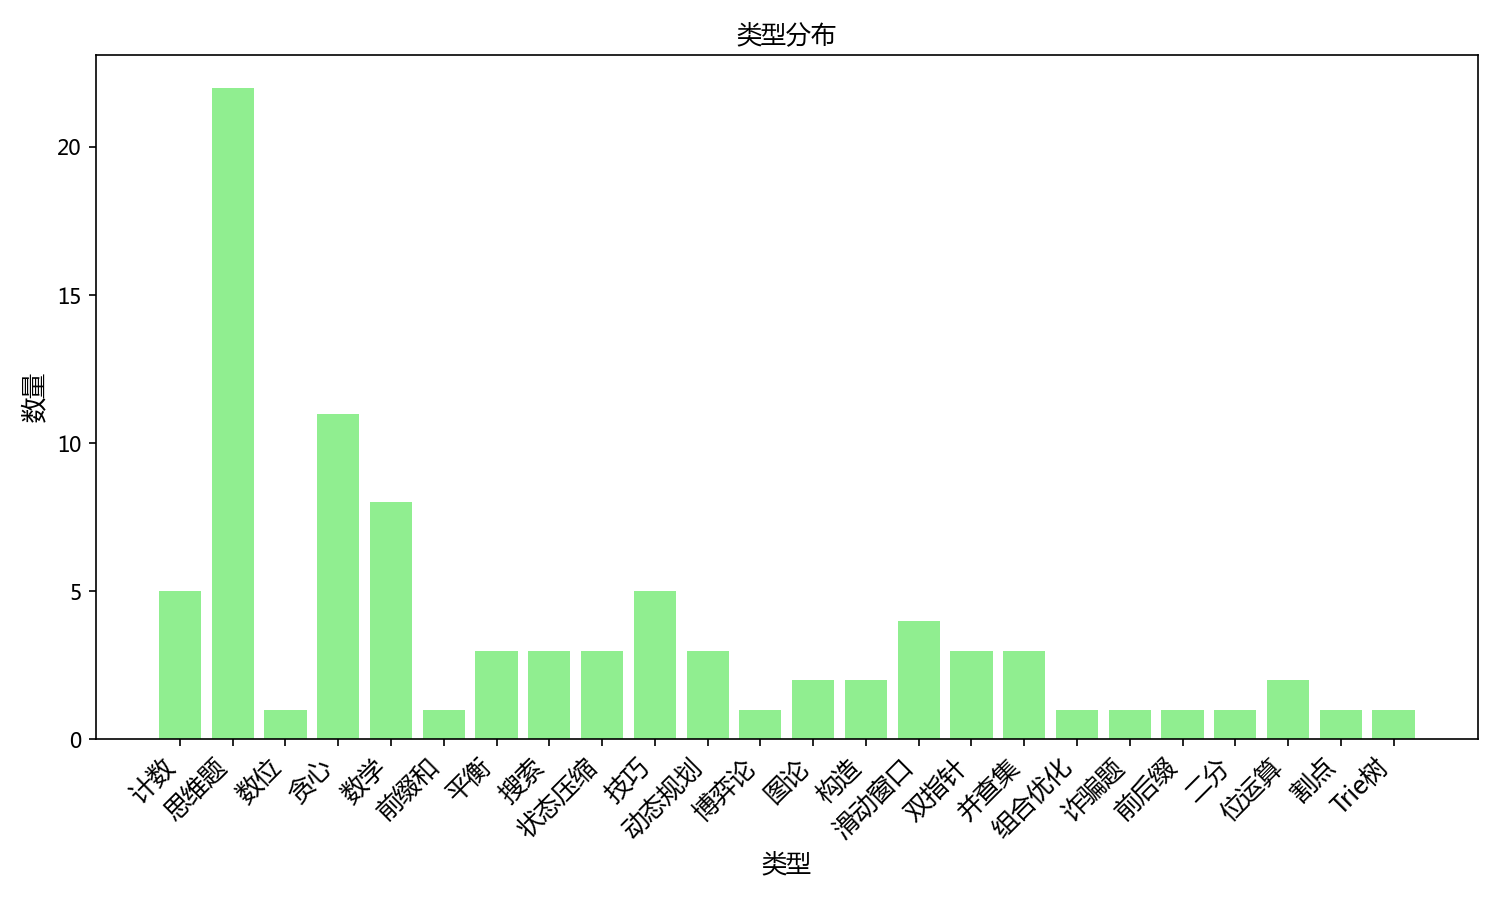 类型分布
数量
20
15
10
5
0
计数
思维题
数位
贪心
数学
前缀和
平衡
搜索
状态压缩
技巧
动态规划
博弈论
图论
构造
滑动窗口
双指针
并查集
组合优化
诈骗题
前后缀
二分
位运算
割点
Trie树
类型